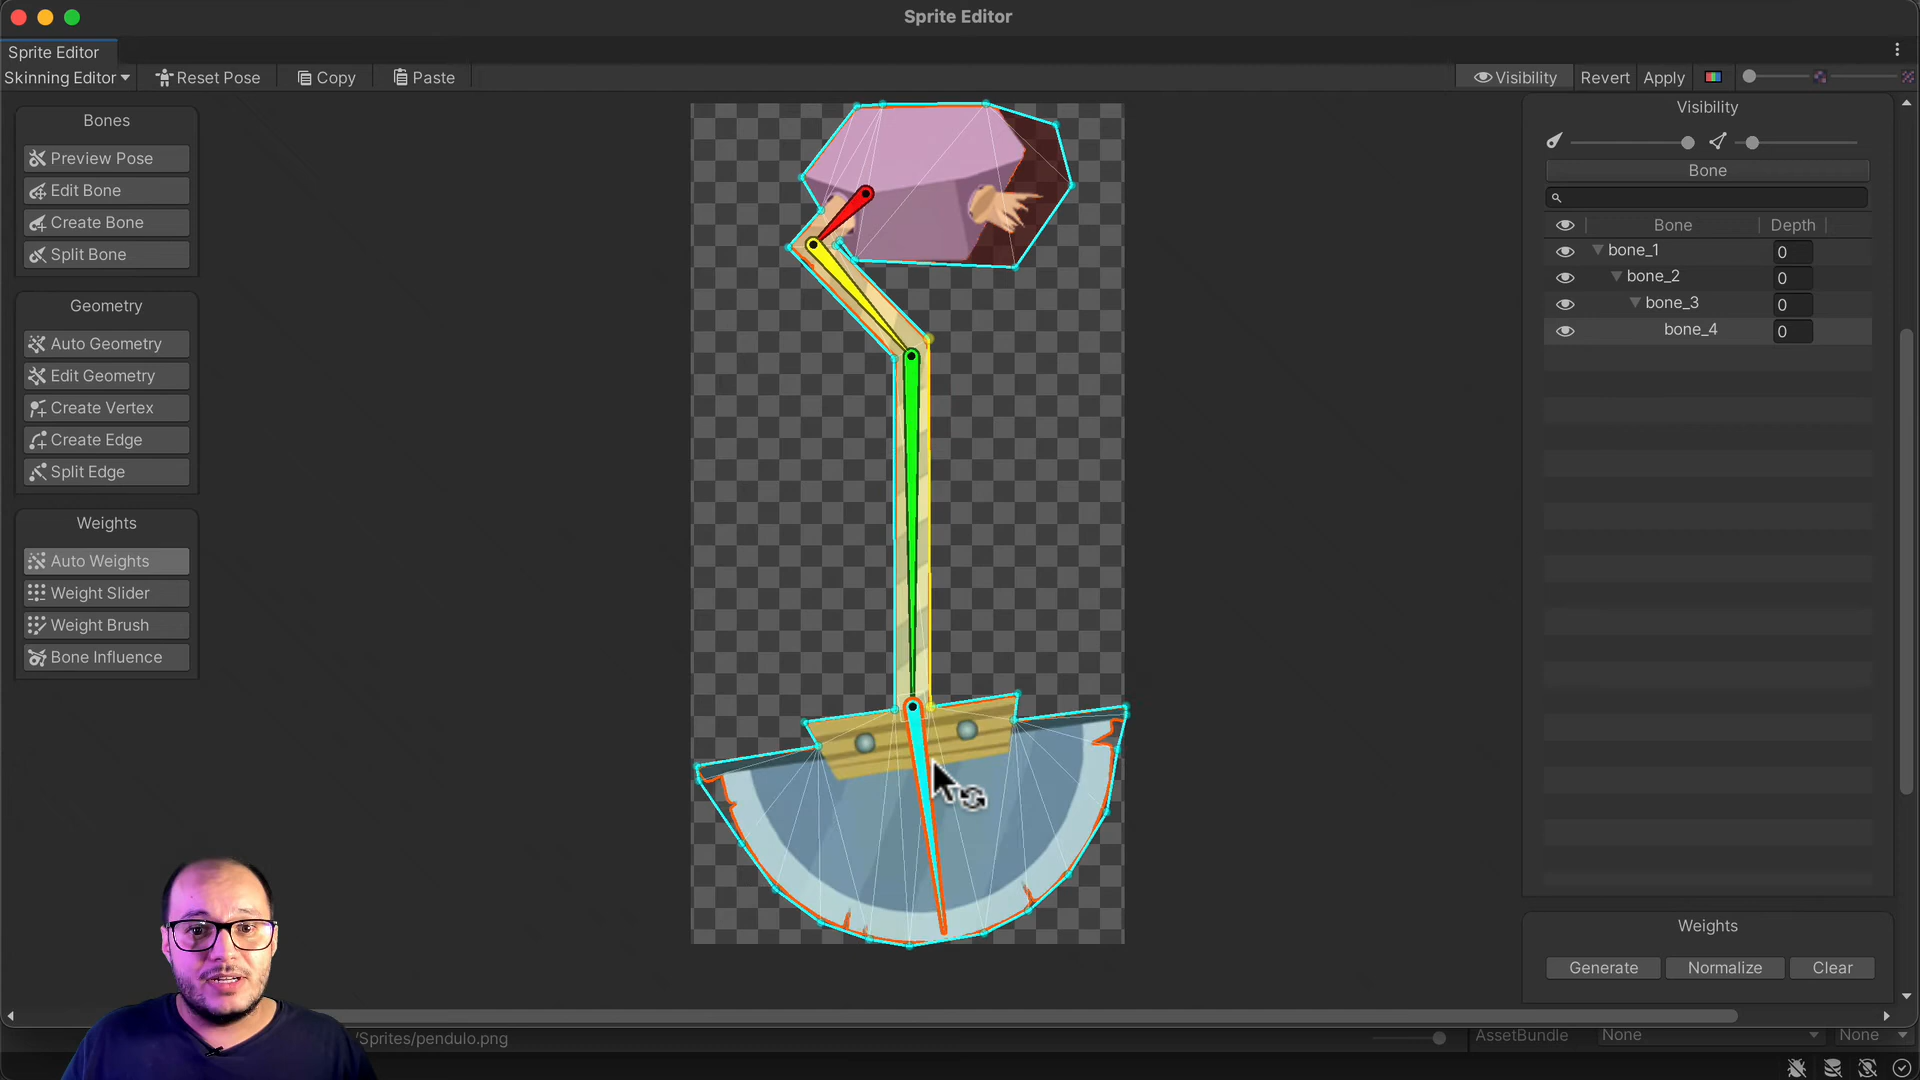 Sprite Editor
Sprite Editor
Skinning Editor
Reset Pose
Copy
Paste
Visibility
Revert
Apply
Bones
Preview Pose
Edit Bone
Create Bone
Split Bone
Geometry
Auto Geometry
Edit Geometry
Create Vertex
Create Edge
Split Edge
Weights
Auto Weights
Weight Slider
Weight Brush
Bone Influence
Visibility
Bone
Bone Depth
bone_1 0
bone_2 0
bone_3 0
bone_4 0
Weights
Generate Normalize Clear
/Sprites/pendulo.png
AssetBundle None None